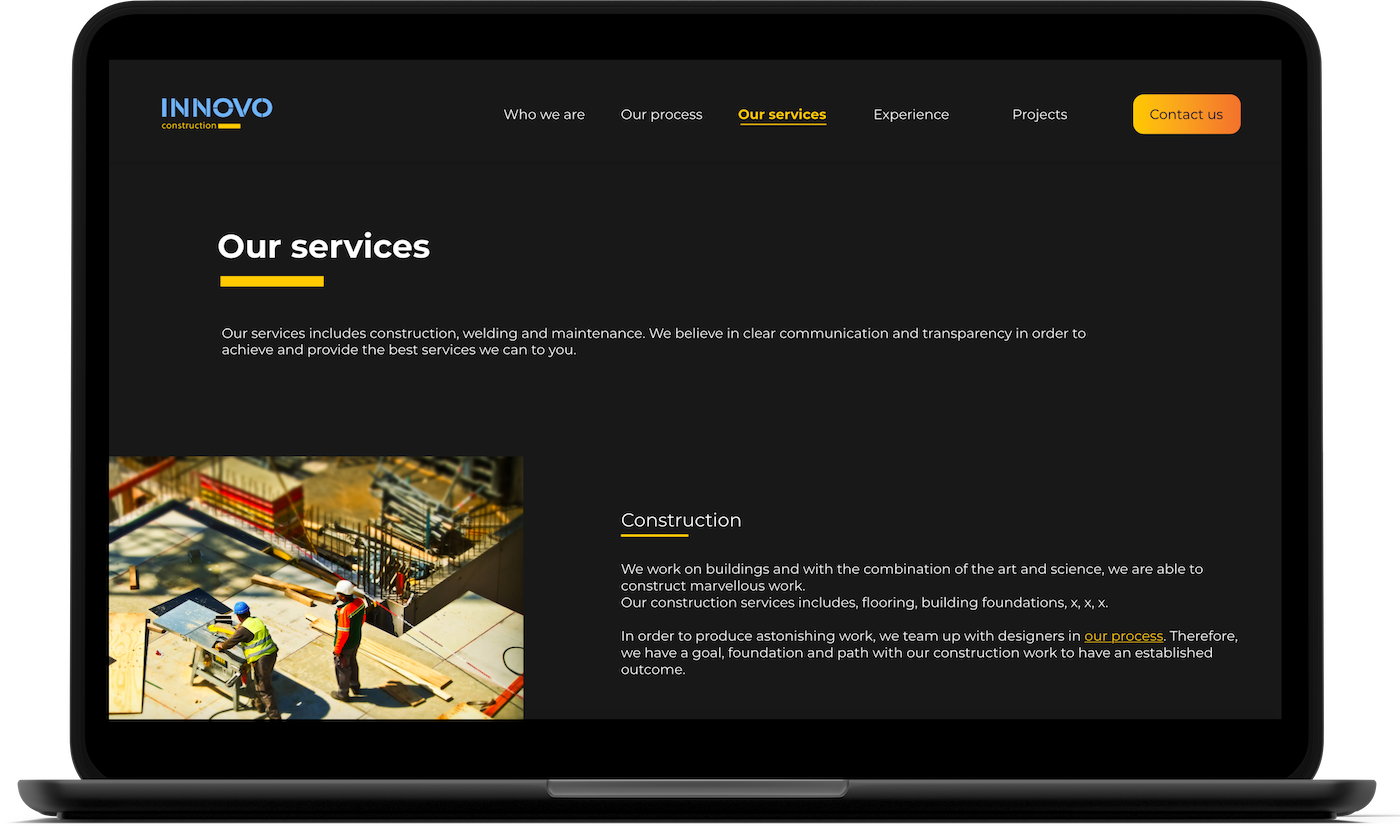 INNOVO
construction
Who we are
Our process
Our services
Experience
Projects
Contact us
Our services
Our services includes construction, welding and maintenance. We believe in clear communication and transparency in order to
achieve and provide the best services we can to you.
Construction
We work on buildings and with the combination of the art and science, we are able to
construct marvellous work.
Our construction services includes, flooring, building foundations, x, x, x.
In order to produce astonishing work, we team up with designers in our process. Therefore,
we have a goal, foundation and path with our construction work to have an established
outcome.